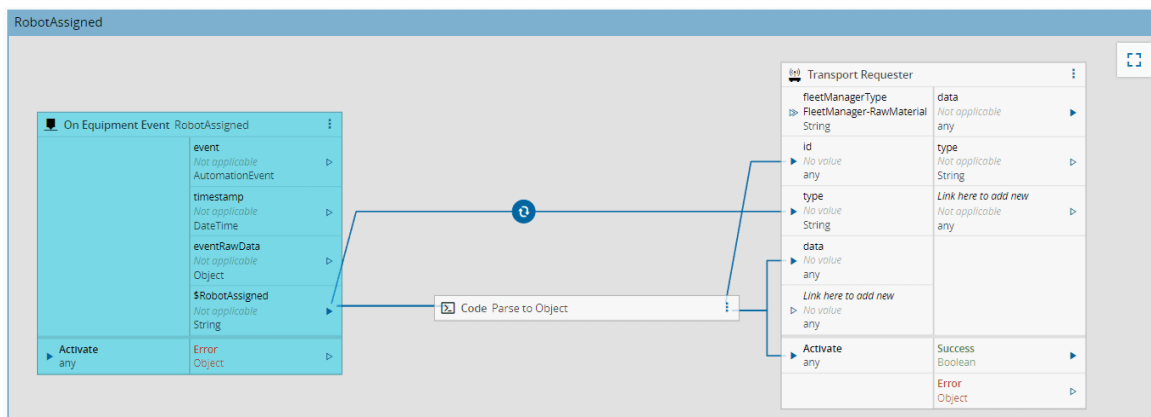 RobotAssigned
On Equipment Event RobotAssigned
event
Not applicable
AutomationEvent
timestamp
Not applicable
DateTime
eventRawData
Not applicable
Object
$RobotAssigned
Not applicable
String
Activate
any
Error
Object
Code Parse to Object
Transport Requester
fleetManagerType
FleetManager-RawMaterial
String
id
No value
any
type
No value
String
data
No value
any
Link here to add new
No value
any
Activate
any
data
Not applicable
any
type
Not applicable
String
Link here to add new
Not applicable
any
Success
Boolean
Error
Object